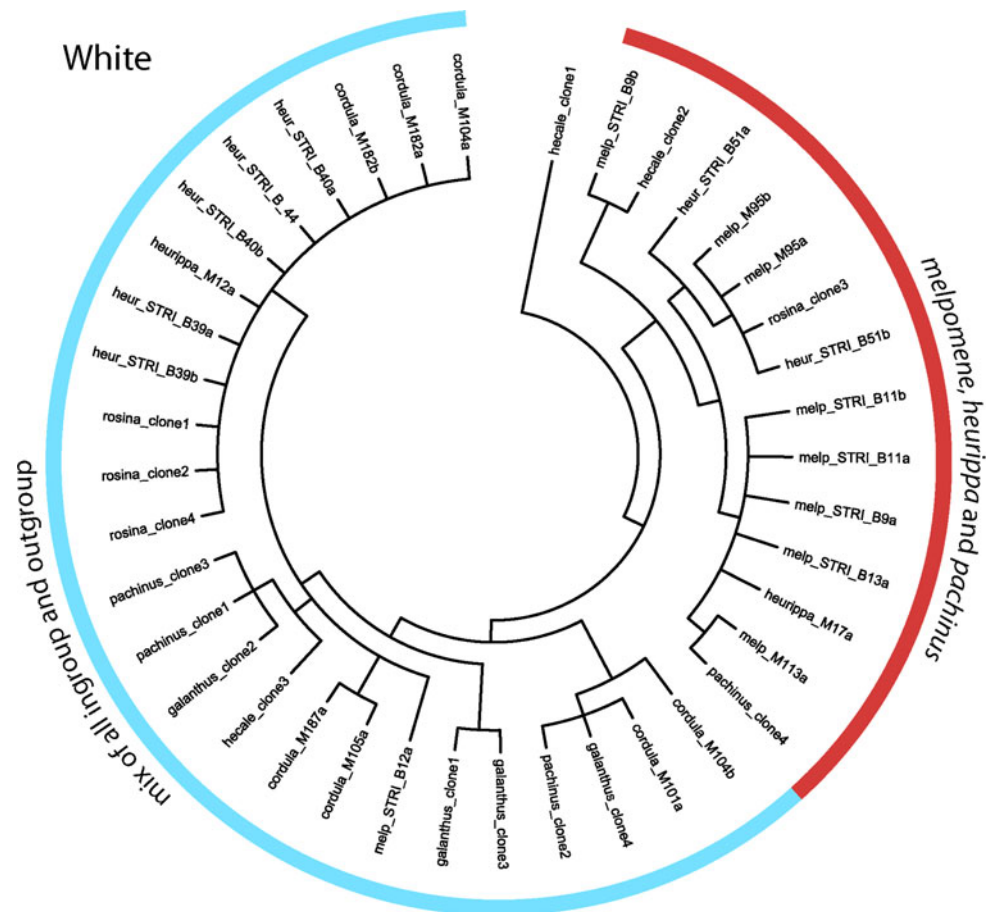 White
hecale_clone1
melp_STRI_B9b
hecale_clone2
heur_STRI_B51a
melp_M95b
melp_M95a
rosina_clone3
heur_STRI_B51b
melp_STRI_B11b
melp_STRI_B11a
melp_STRI_B9a
melp_STRI_B13a
heurippa_M17a
melp_M113a
pachinus_clone4
cordula_M104b
cordula_M101a
galanthus_clone4
pachinus_clone2
galanthus_clone3
galanthus_clone1
melp_STRI_B12a
cordula_M105a
cordula_M187a
hecale_clone3
galanthus_clone2
pachinus_clone1
pachinus_clone3
rosina_clone4
rosina_clone2
rosina_clone1
heur_STRI_B39b
heur_STRI_B39a
heurippa_M12a
heur_STRI_B40b
heur_STRI_B_44
heur_STRI_B40a
cordula_M182b
cordula_M182a
cordula_M104a
melpomene, heurippa and pachinus
mix of all ingroup and outgroup